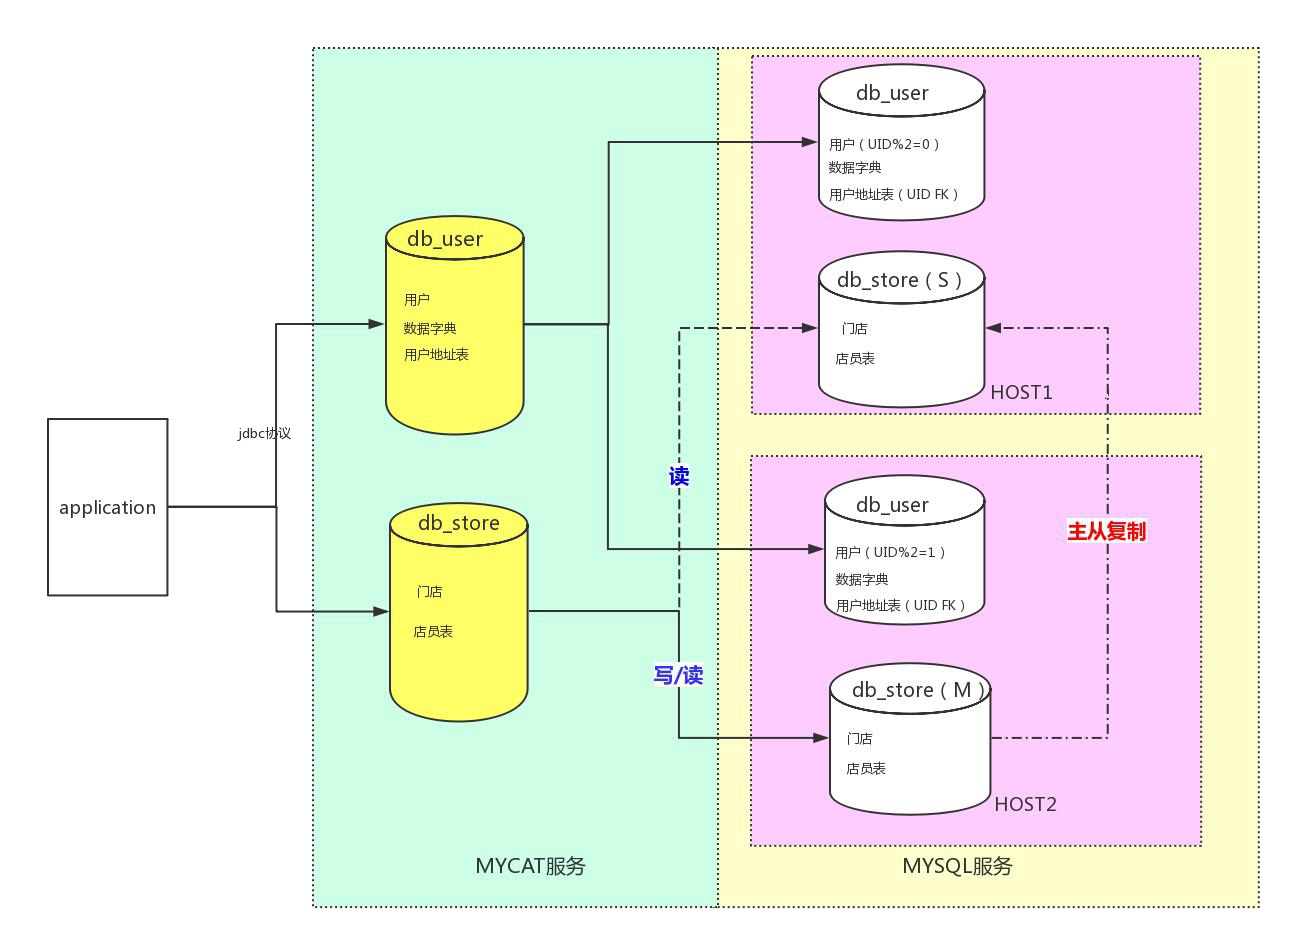 application
jdbc协议
db_user
用户
数据字典
用户地址表
db_store
门店
店员表
MYCAT服务
读
写/读
db_user
用户（UID%2=0）
数据字典
用户地址表（UID FK）
db_store（S）
门店
店员表
HOST1
db_user
用户（UID%2=1）
数据字典
用户地址表（UID FK）
主从复制
db_store（M）
门店
店员表
HOST2
MYSQL服务